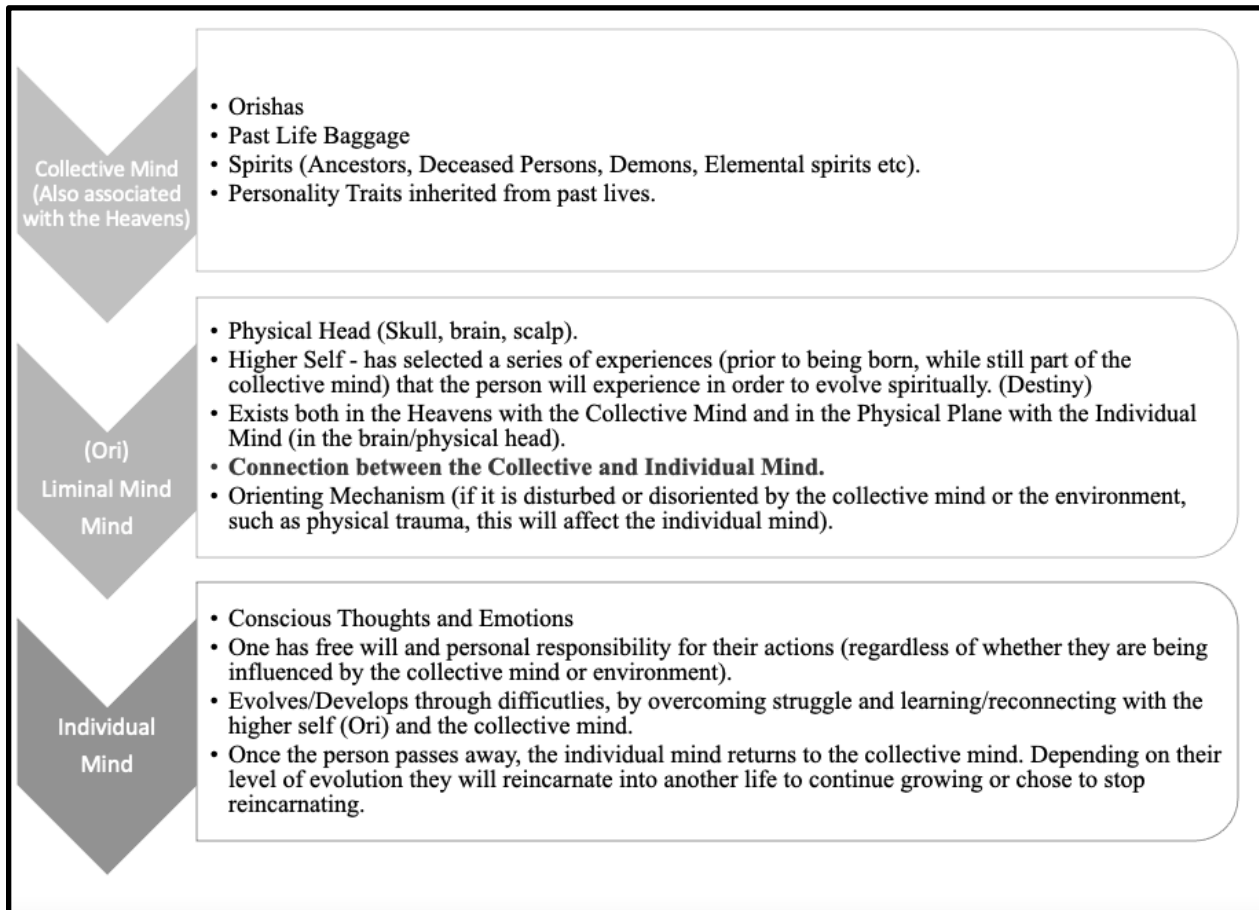 Collective Mind
(Also associated
with the Heavens)
• Orishas
• Past Life Baggage
• Spirits (Ancestors, Deceased Persons, Demons, Elemental spirits etc).
• Personality Traits inherited from past lives.
(Ori)
Liminal Mind
Mind
• Physical Head (Skull, brain, scalp).
• Higher Self - has selected a series of experiences (prior to being born, while still part of the
collective mind) that the person will experience in order to evolve spiritually. (Destiny)
• Exists both in the Heavens with the Collective Mind and in the Physical Plane with the Individual
Mind (in the brain/physical head).
• Connection between the Collective and Individual Mind.
• Orienting Mechanism (if it is disturbed or disoriented by the collective mind or the environment,
such as physical trauma, this will affect the individual mind).
Individual
Mind
• Conscious Thoughts and Emotions
• One has free will and personal responsibility for their actions (regardless of whether they are being
influenced by the collective mind or environment).
• Evolves/Develops through difficutlies, by overcoming struggle and learning/reconnecting with the
higher self (Ori) and the collective mind.
• Once the person passes away, the individual mind returns to the collective mind. Depending on their
level of evolution they will reincarnate into another life to continue growing or chose to stop
reincarnating.